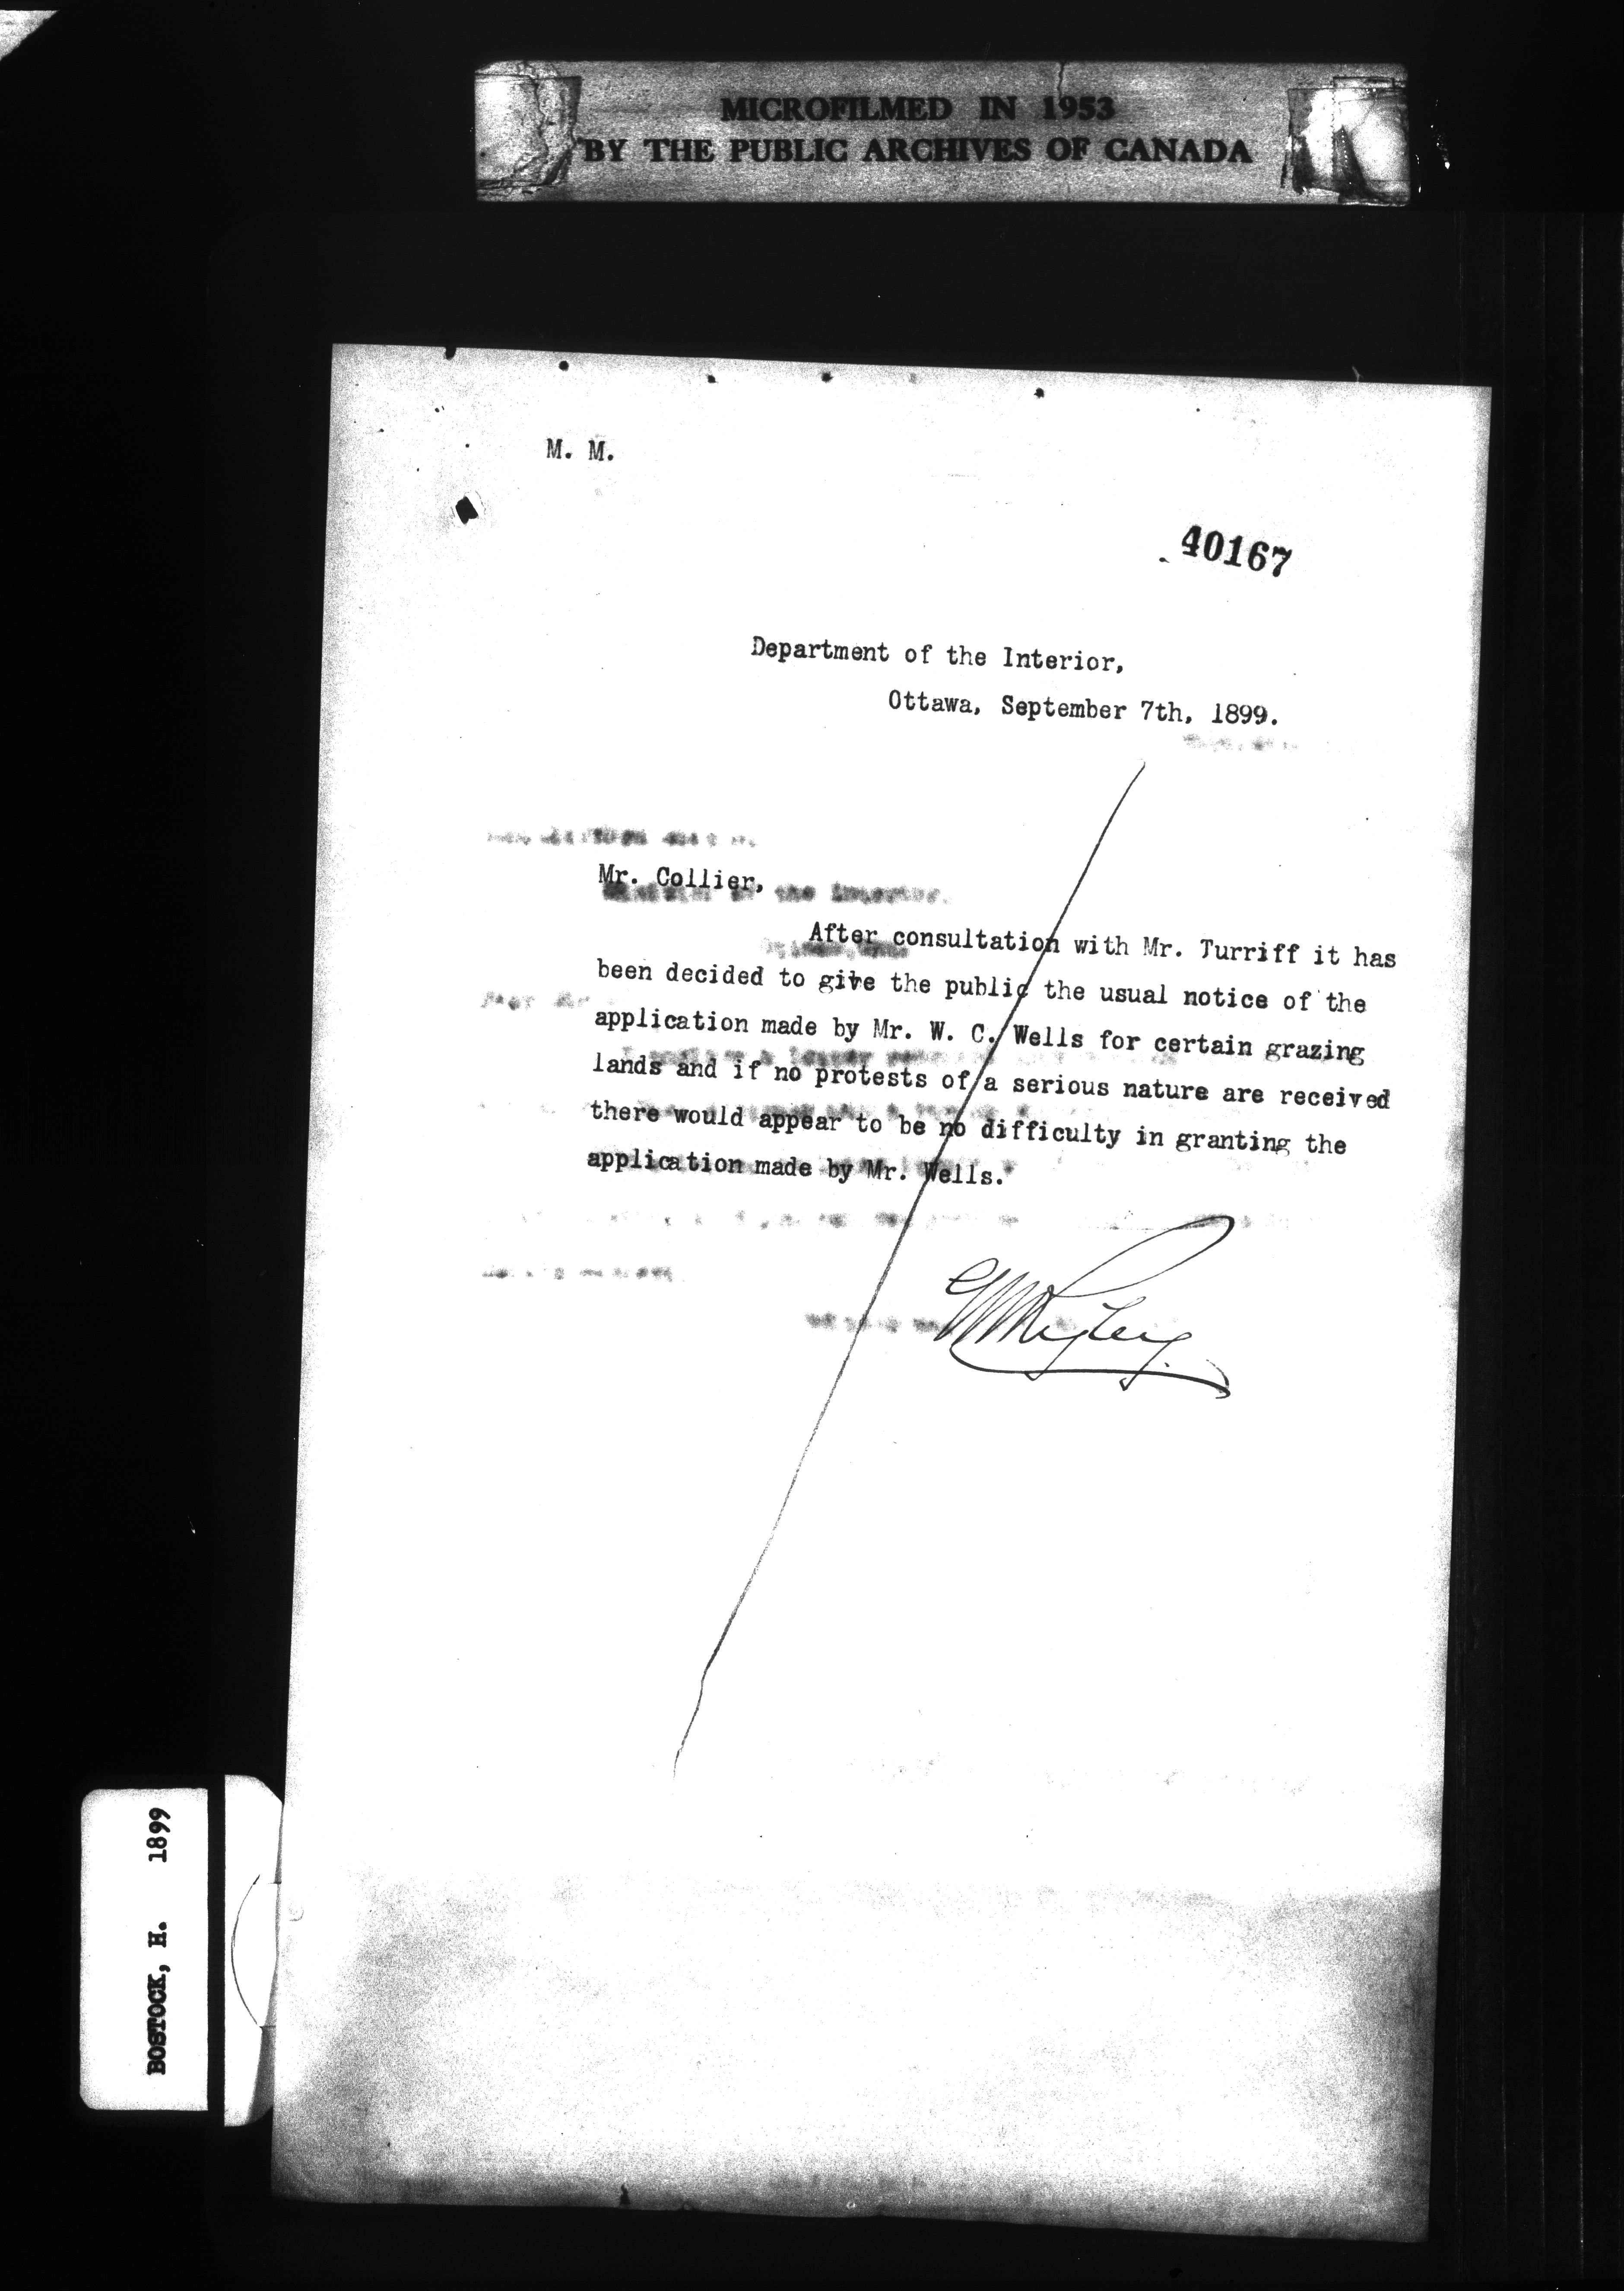 MICROFILMED IN 1953
BY THE PUBLIC ARCHIVES OF CANADA
M. M.
40167
Department of the Interior,
Ottawa, September 7th, 1899.
Mr. Collier,
After consultation with Mr. Turriff it has
been decided to give the public the usual notice of the
application made by Mr. W. C. Wells for certain grazing
lands and if no protests of a serious nature are received
there would appear to be no difficulty in granting the
application made by Mr. Wells.
BOSTOCK, H. 1899